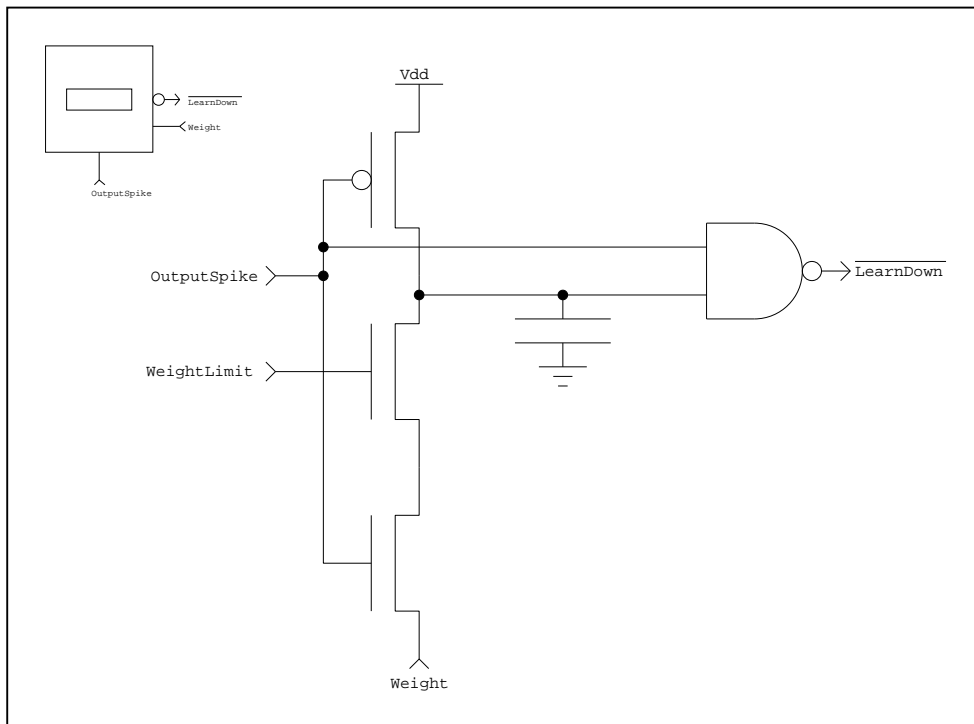 LearnDown
Weight
OutputSpike
Vdd
OutputSpike
LearnDown
WeightLimit
Weight